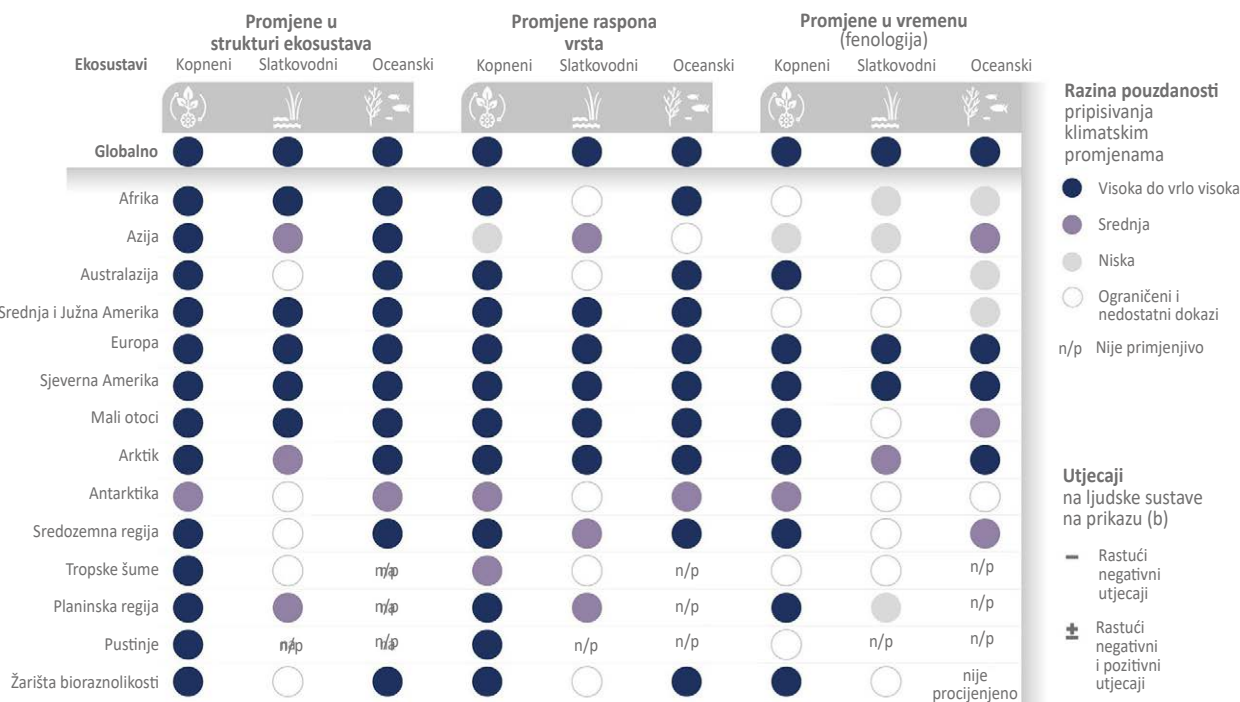 Promjene u
strukturi ekosustava
Promjene raspona
vrsta
Promjene u vremenu
(fenologija)
Ekosustavi Kopneni Slatkovodni Oceanski Kopneni Slatkovodni Oceanski Kopneni Slatkovodni Oceanski
Globalno
Afrika
Azija
Australazija
Srednja i Južna Amerika
Europa
Sjeverna Amerika
Mali otoci
Arktik
Antarktika
Sredozemna regija
Tropske šume n/p n/p n/p
Planinska regija n/p n/p n/p
Pustinje n/p n/p n/p n/p n/p n/p
Žarišta bioraznolikosti nije
procijenjeno
Razina pouzdanosti
pripisivanja
klimatskim
promjenama
Visoka do vrlo visoka
Srednja
Niska
Ograničeni i
nedostatni dokazi
n/p Nije primjenjivo
Utjecaji
na ljudske sustave
na prikazu (b)
− Rastući
negativni
utjecaji
± Rastući
negativni
i pozitivni
utjecaji